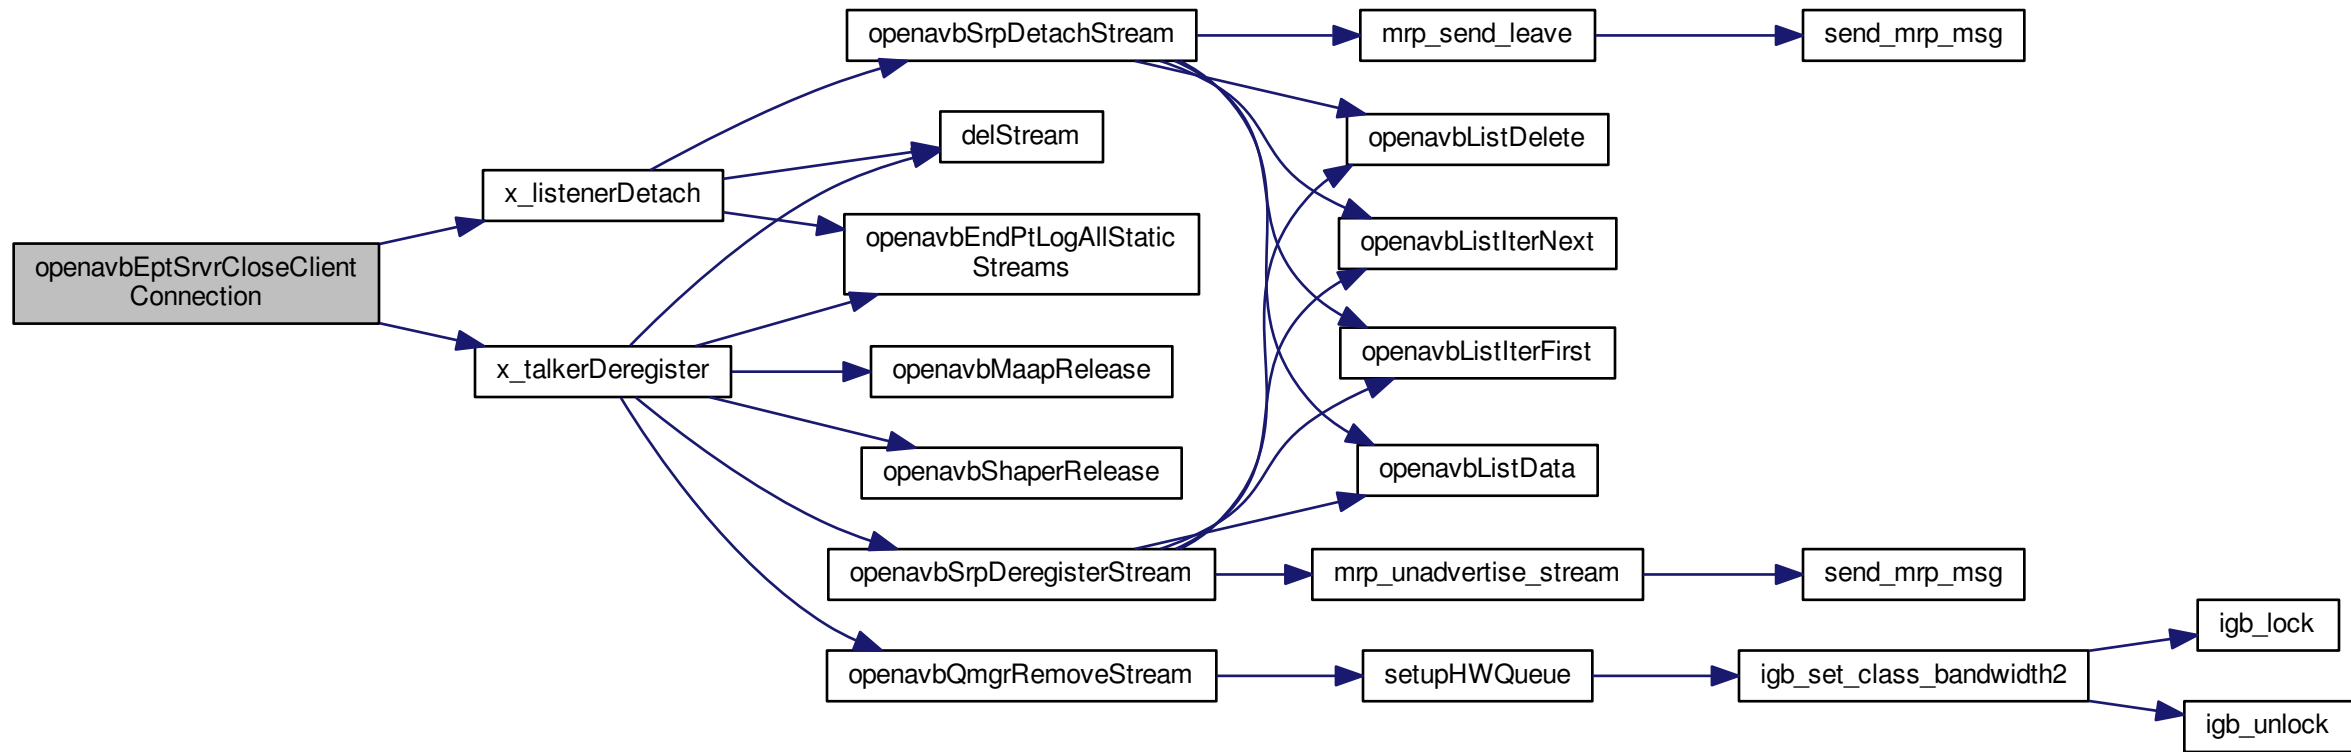 openavbEptSrvrCloseClient
Connection
x_listenerDetach
x_talkerDeregister
openavbSrpDetachStream
delStream
openavbEndPtLogAllStatic
Streams
openavbMaapRelease
openavbShaperRelease
openavbSrpDeregisterStream
openavbQmgrRemoveStream
mrp_send_leave
openavbListDelete
openavbListIterNext
openavbListIterFirst
openavbListData
mrp_unadvertise_stream
setupHWQueue
send_mrp_msg
send_mrp_msg
igb_set_class_bandwidth2
igb_lock
igb_unlock